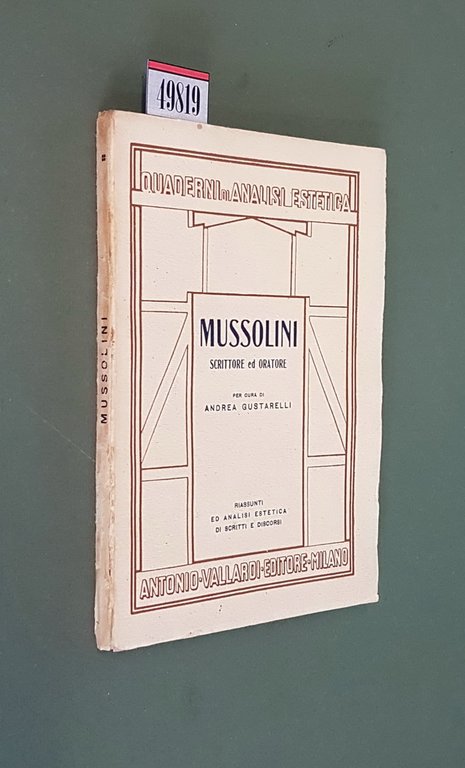 49819
QUADERNI DI ANALISI ESTETICA
MUSSOLINI
SCRITTORE ed ORATORE
PER CURA DI
ANDREA GUSTARELLI
RIASSUNTI
ED ANALISI ESTETICA
DI SCRITTI E DISCORSI
ANTONIO·VALLARDI·EDITORE·MILANO
MUSSOLINI